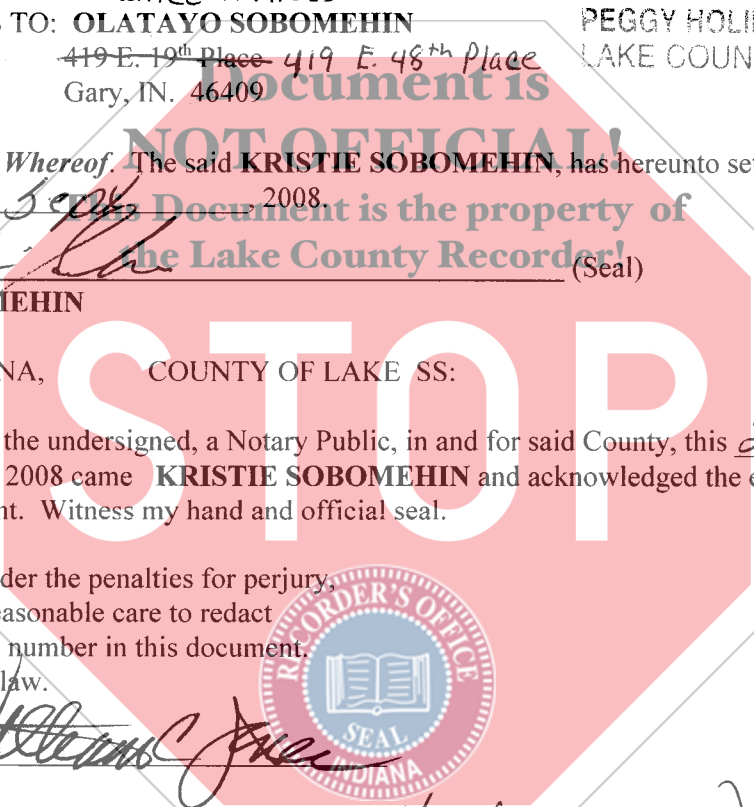 TO: OLATAYO SOBOMEHIN
PEGGY HOLI
419 E. 19th Place 419 E. 48th Place
LAKE COUN
Gary, IN. 46409
Document is
NOT OFFICIAL!
Whereof. The said KRISTIE SOBOMEHIN, has hereunto se
, 2008.
This Document is the property of
the Lake County Recorder!
(Seal)
MEHIN
NA, COUNTY OF LAKE SS:
STOP
the undersigned, a Notary Public, in and for said County, this
2008 came KRISTIE SOBOMEHIN and acknowledged the e
nt. Witness my hand and official seal.
der the penalties for perjury,
easonable care to redact
number in this document.
law.
RECORDER'S OFFICE
SEAL
INDIANA